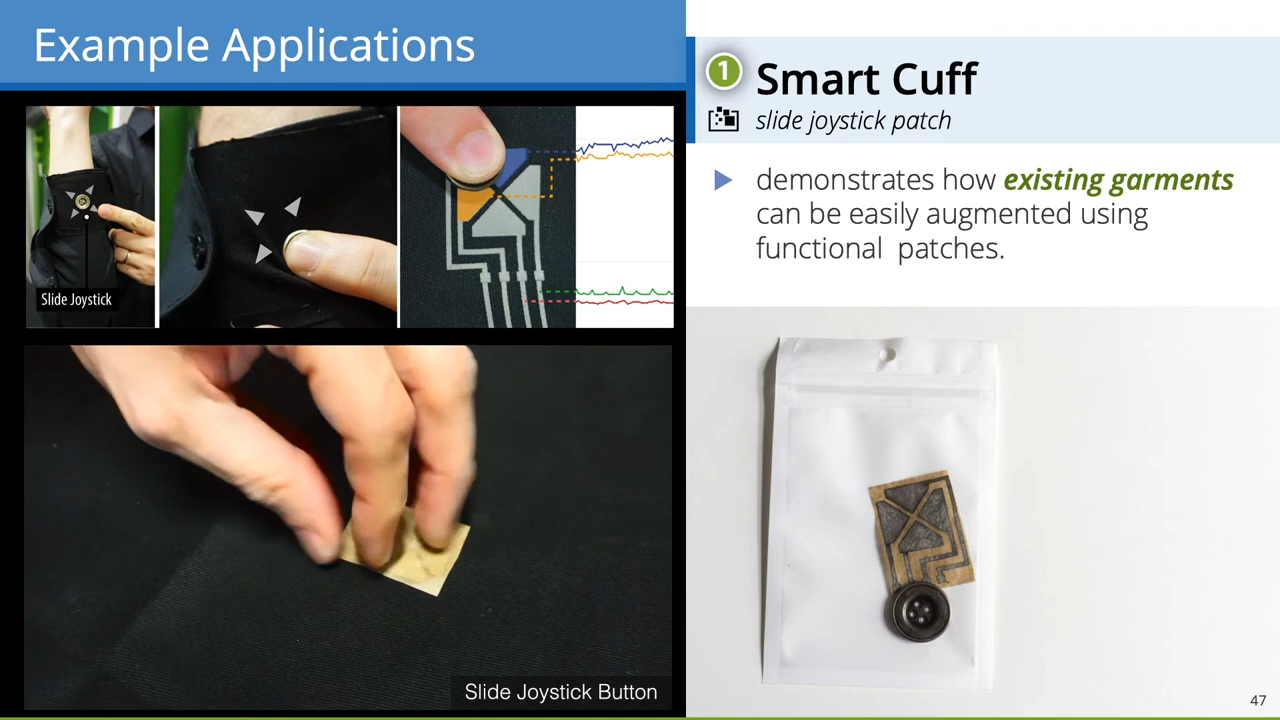 Example Applications
1 Smart Cuff
slide joystick patch
demonstrates how existing garments
can be easily augmented using
functional patches.
Slide Joystick
Slide Joystick Button
47